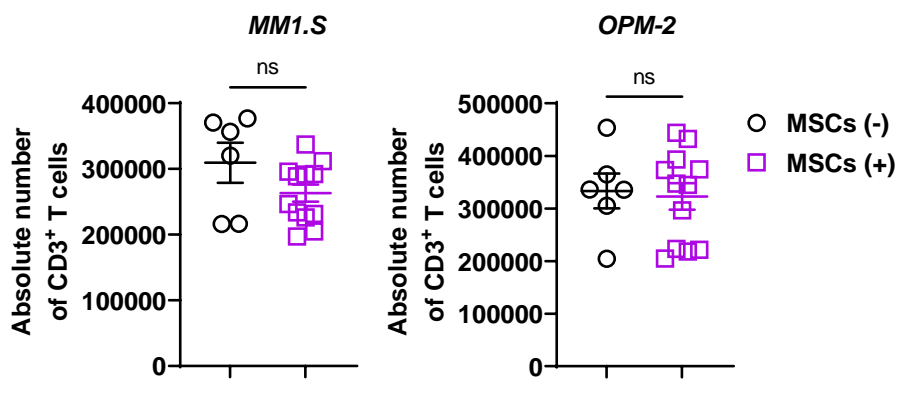 MM1.S
ns
Absolute number
of CD3⁺ T cells
400000
300000
200000
100000
0
OPM-2
ns
Absolute number
of CD3⁺ T cells
500000
400000
300000
200000
100000
0
MSCs (-)
MSCs (+)